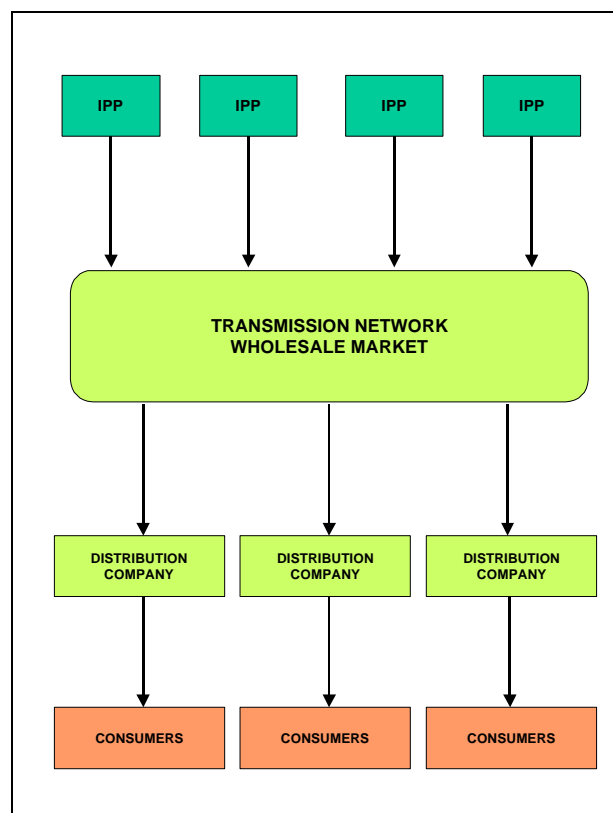 IPP
IPP
IPP
IPP
TRANSMISSION NETWORK
WHOLESALE MARKET
DISTRIBUTION
COMPANY
DISTRIBUTION
COMPANY
DISTRIBUTION
COMPANY
CONSUMERS
CONSUMERS
CONSUMERS